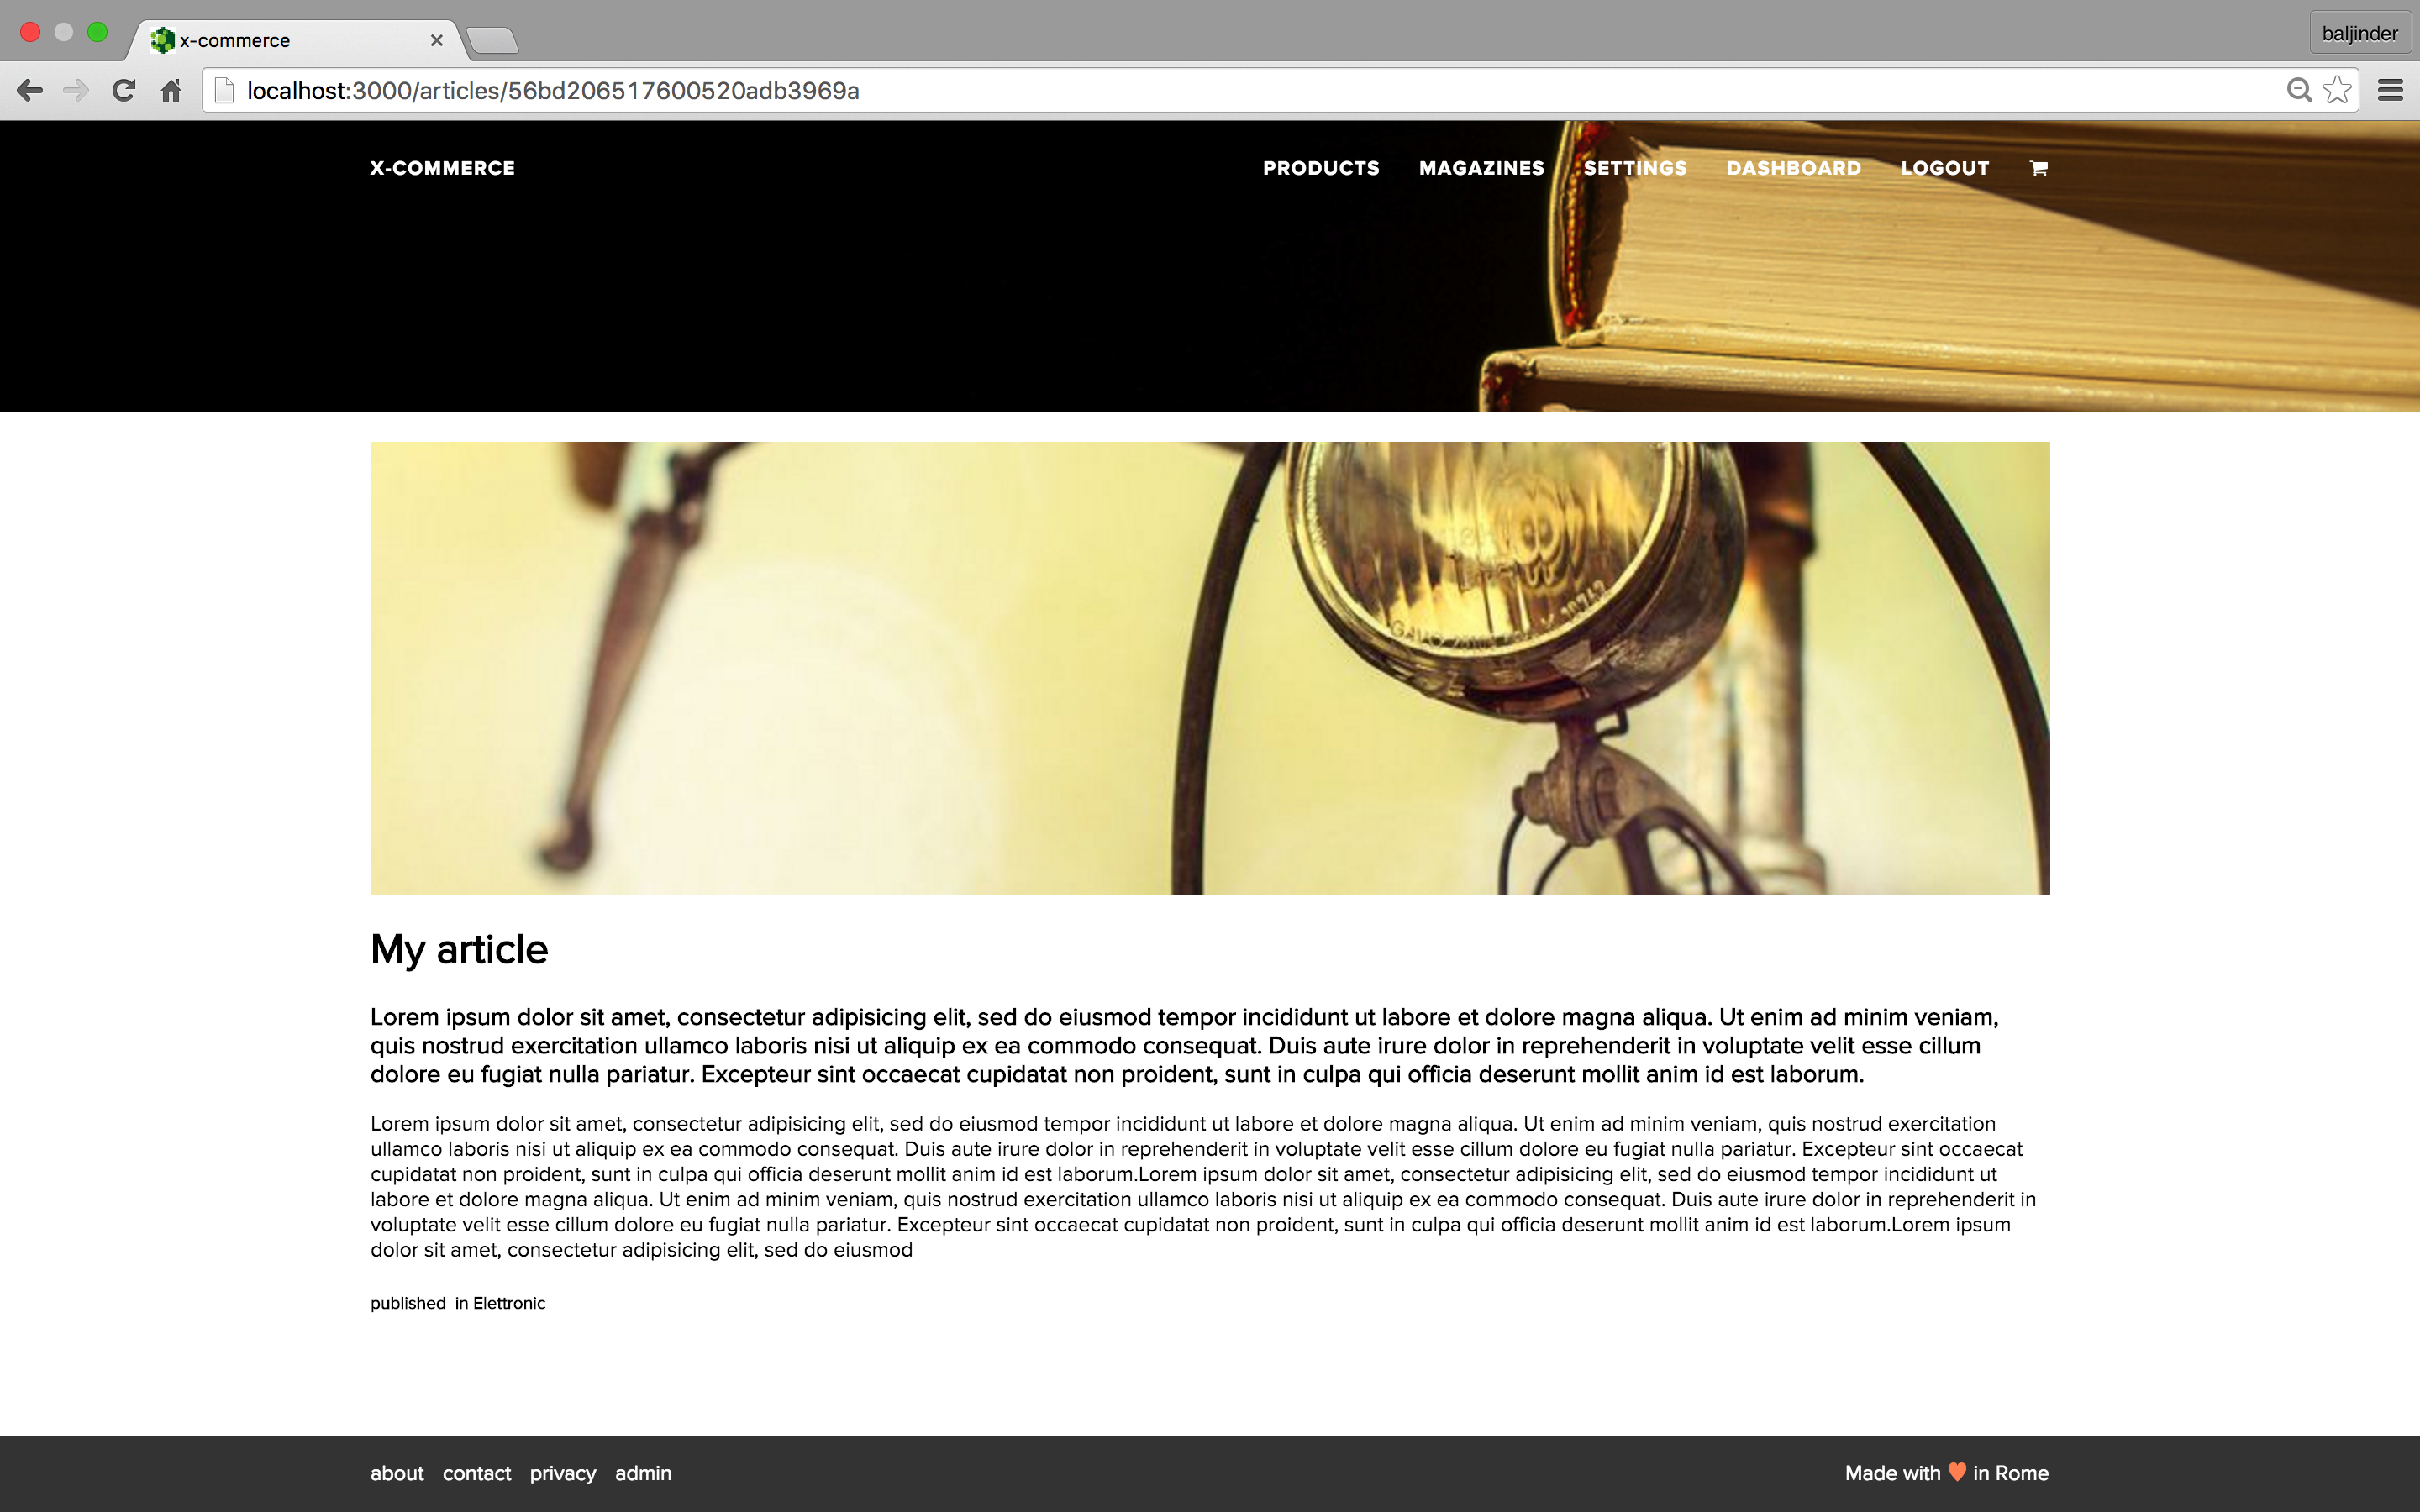 x-commerce
baljinder
localhost:3000/articles/56bd206517600520adb3969a
X-COMMERCE PRODUCTS MAGAZINES SETTINGS DASHBOARD LOGOUT
My article
Lorem ipsum dolor sit amet, consectetur adipisicing elit, sed do eiusmod tempor incididunt ut labore et dolore magna aliqua. Ut enim ad minim veniam,
quis nostrud exercitation ullamco laboris nisi ut aliquip ex ea commodo consequat. Duis aute irure dolor in reprehenderit in voluptate velit esse cillum
dolore eu fugiat nulla pariatur. Excepteur sint occaecat cupidatat non proident, sunt in culpa qui officia deserunt mollit anim id est laborum.
Lorem ipsum dolor sit amet, consectetur adipisicing elit, sed do eiusmod tempor incididunt ut labore et dolore magna aliqua. Ut enim ad minim veniam, quis nostrud exercitation
ullamco laboris nisi ut aliquip ex ea commodo consequat. Duis aute irure dolor in reprehenderit in voluptate velit esse cillum dolore eu fugiat nulla pariatur. Excepteur sint occaecat
cupidatat non proident, sunt in culpa qui officia deserunt mollit anim id est laborum.Lorem ipsum dolor sit amet, consectetur adipisicing elit, sed do eiusmod tempor incididunt ut
labore et dolore magna aliqua. Ut enim ad minim veniam, quis nostrud exercitation ullamco laboris nisi ut aliquip ex ea commodo consequat. Duis aute irure dolor in reprehenderit in
voluptate velit esse cillum dolore eu fugiat nulla pariatur. Excepteur sint occaecat cupidatat non proident, sunt in culpa qui officia deserunt mollit anim id est laborum.Lorem ipsum
dolor sit amet, consectetur adipisicing elit, sed do eiusmod
published in Elettronic
about contact privacy admin
Made with ♥ in Rome